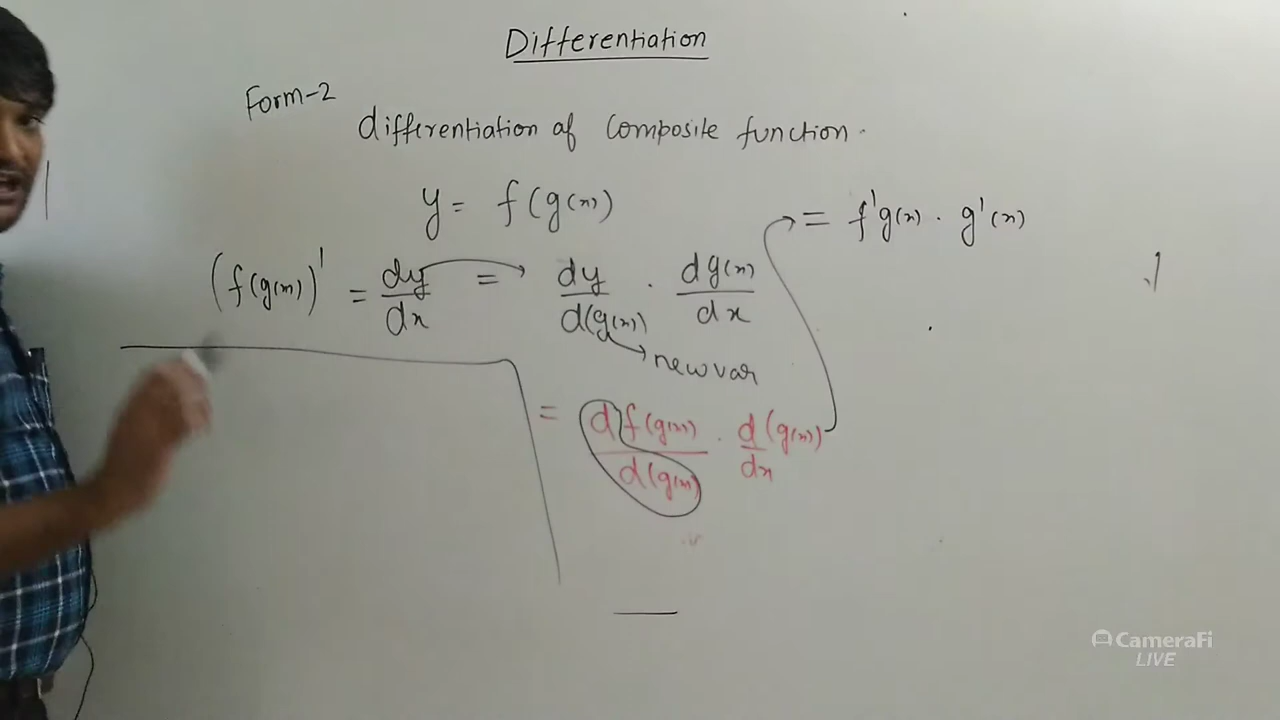 Differentiation
Form-2
differentiation of composite function.
y = f(g(x)
= f'g(x) . g'(x)
(f(g(x))' = dy/dx = dy/d(g(x)) . dg(x)/dx
new var
= d f(g(x))/d(g(x)) . d/dx (g(x))
CameraFi
LIVE